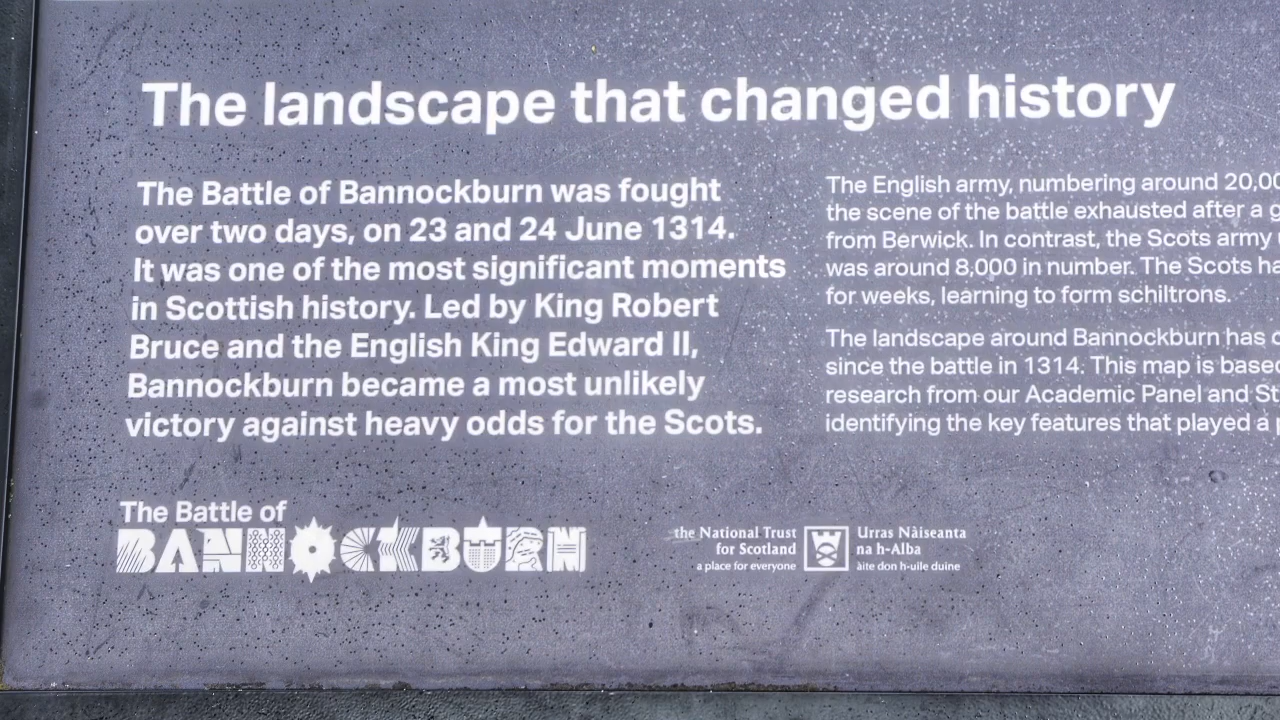 The landscape that changed history
The Battle of Bannockburn was fought
over two days, on 23 and 24 June 1314.
It was one of the most significant moments
in Scottish history. Led by King Robert
Bruce and the English King Edward II,
Bannockburn became a most unlikely
victory against heavy odds for the Scots.
The English army, numbering around 20,00
the scene of the battle exhausted after a
from Berwick. In contrast, the Scots army
was around 8,000 in number. The Scots ha
for weeks, learning to form schiltrons.
The landscape around Bannockburn has
since the battle in 1314. This map is based
research from our Academic Panel and St
identifying the key features that played a
The Battle of
BANNOCKBURN
the National Trust
for Scotland
a place for everyone
Urras Nàiseanta
na h-Alba
àite don h-uile duine